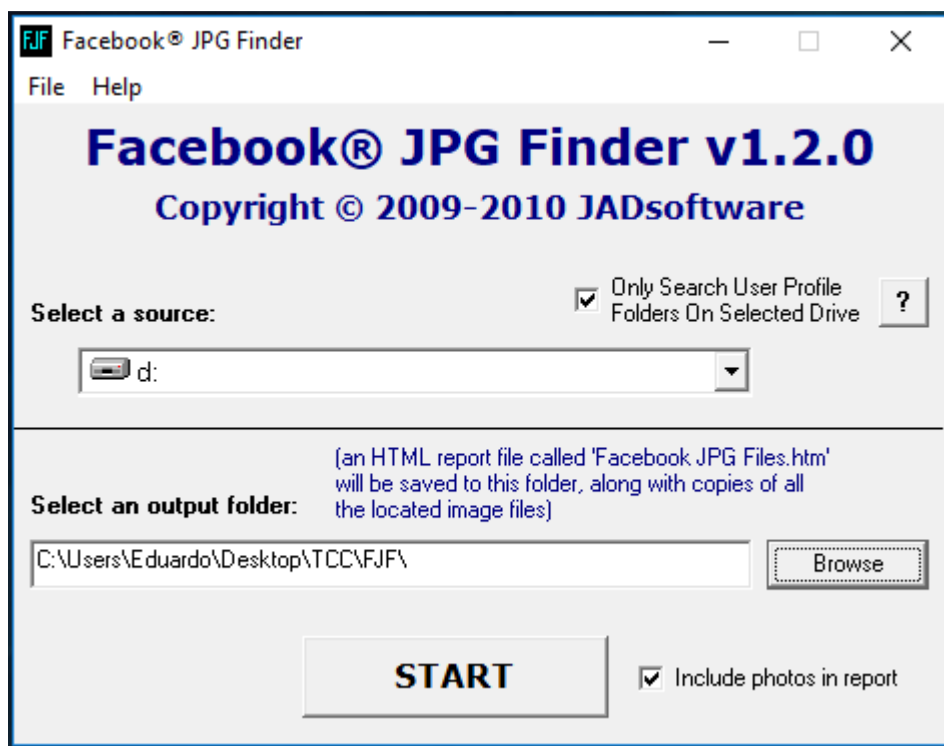 FJF Facebook® JPG Finder
File Help
Facebook® JPG Finder v1.2.0
Copyright © 2009-2010 JADsoftware
Only Search User Profile
Folders On Selected Drive
?
Select a source:
d:
(an HTML report file called 'Facebook JPG Files.htm'
will be saved to this folder, along with copies of all
the located image files)
Select an output folder:
C:\Users\Eduardo\Desktop\TCC\FJF\
Browse
START
Include photos in report